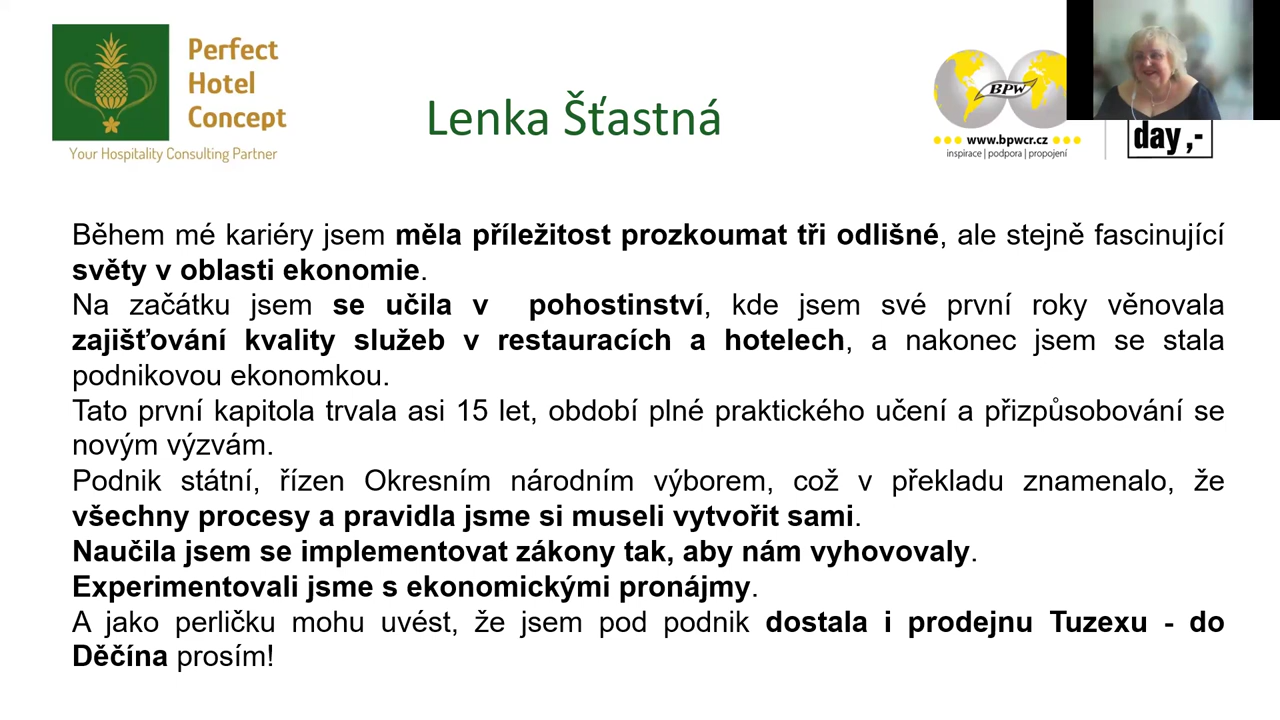 Perfect
Hotel
Concept
Your Hospitality Consulting Partner
Lenka Šťastná
BPW
www.bpwcr.cz
inspirace | podpora | propojení
day ,-
Během mé kariéry jsem měla příležitost prozkoumat tři odlišné, ale stejně fascinující
světy v oblasti ekonomie.
Na začátku jsem se učila v pohostinství, kde jsem své první roky věnovala
zajišťování kvality služeb v restauracích a hotelech, a nakonec jsem se stala
podnikovou ekonomkou.
Tato první kapitola trvala asi 15 let, období plné praktického učení a přizpůsobování se
novým výzvám.
Podnik státní, řízen Okresním národním výborem, což v překladu znamenalo, že
všechny procesy a pravidla jsme si museli vytvořit sami.
Naučila jsem se implementovat zákony tak, aby nám vyhovovaly.
Experimentovali jsme s ekonomickými pronájmy.
A jako perličku mohu uvést, že jsem pod podnik dostala i prodejnu Tuzexu - do
Děčína prosím!